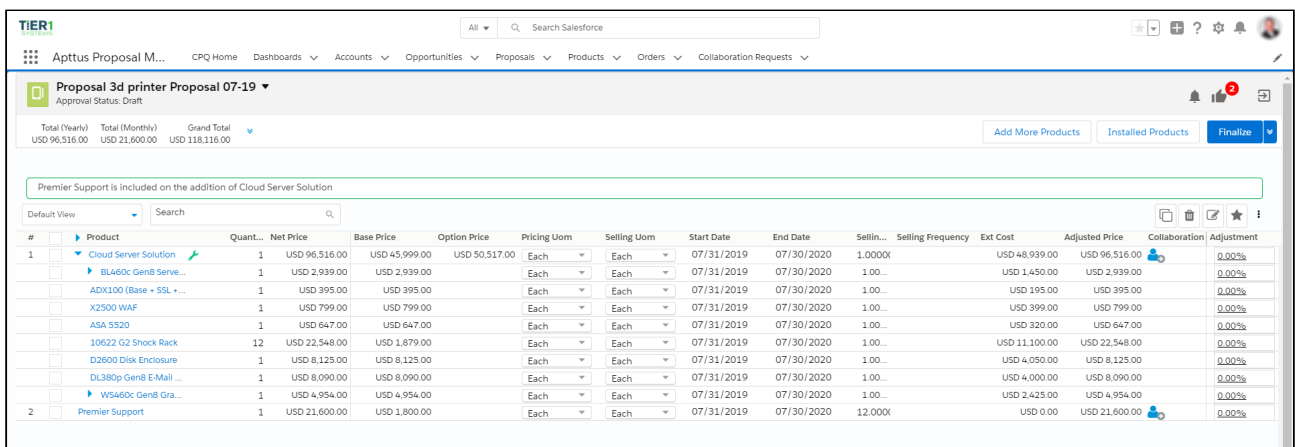 TIER1
SYSTEMS
All
Search Salesforce
Apttus Proposal M...
CPQ Home Dashboards Accounts Opportunities Proposals Products Orders Collaboration Requests
Proposal 3d printer Proposal 07-19
Approval Status: Draft
2
Total (Yearly) Total (Monthly) Grand Total
USD 96,516.00 USD 21,600.00 USD 118,116.00
Add More Products Installed Products Finalize
Premier Support is included on the addition of Cloud Server Solution
Default View Search
# Product Quant... Net Price Base Price Option Price Pricing Uom Selling Uom Start Date End Date Sellin... Selling Frequency Ext Cost Adjusted Price Collaboration Adjustment
1 Cloud Server Solution 1 USD 96,516.00 USD 45,999.00 USD 50,517.00 Each Each 07/31/2019 07/30/2020 1.0000 USD 48,939.00 USD 96,516.00 0.00%
BL460c Gen8 Serve... 1 USD 2,939.00 USD 2,939.00 Each Each 07/31/2019 07/30/2020 1.00... USD 1,450.00 USD 2,939.00 0.00%
ADX100 (Base + SSL +... 1 USD 395.00 USD 395.00 Each Each 07/31/2019 07/30/2020 1.00... USD 195.00 USD 395.00 0.00%
X2500 WAF 1 USD 799.00 USD 799.00 Each Each 07/31/2019 07/30/2020 1.00... USD 399.00 USD 799.00 0.00%
ASA 5520 1 USD 647.00 USD 647.00 Each Each 07/31/2019 07/30/2020 1.00... USD 320.00 USD 647.00 0.00%
10622 G2 Shock Rack 12 USD 22,548.00 USD 1,879.00 Each Each 07/31/2019 07/30/2020 1.00... USD 11,100.00 USD 22,548.00 0.00%
D2600 Disk Enclosure 1 USD 8,125.00 USD 8,125.00 Each Each 07/31/2019 07/30/2020 1.00... USD 4,050.00 USD 8,125.00 0.00%
DL380p Gen8 E-Mail ... 1 USD 8,090.00 USD 8,090.00 Each Each 07/31/2019 07/30/2020 1.00... USD 4,000.00 USD 8,090.00 0.00%
WS460c Gen8 Gra... 1 USD 4,954.00 USD 4,954.00 Each Each 07/31/2019 07/30/2020 1.00... USD 2,425.00 USD 4,954.00 0.00%
2 Premier Support 1 USD 21,600.00 USD 1,800.00 Each Each 07/31/2019 07/30/2020 12.000 USD 0.00 USD 21,600.00 0.00%